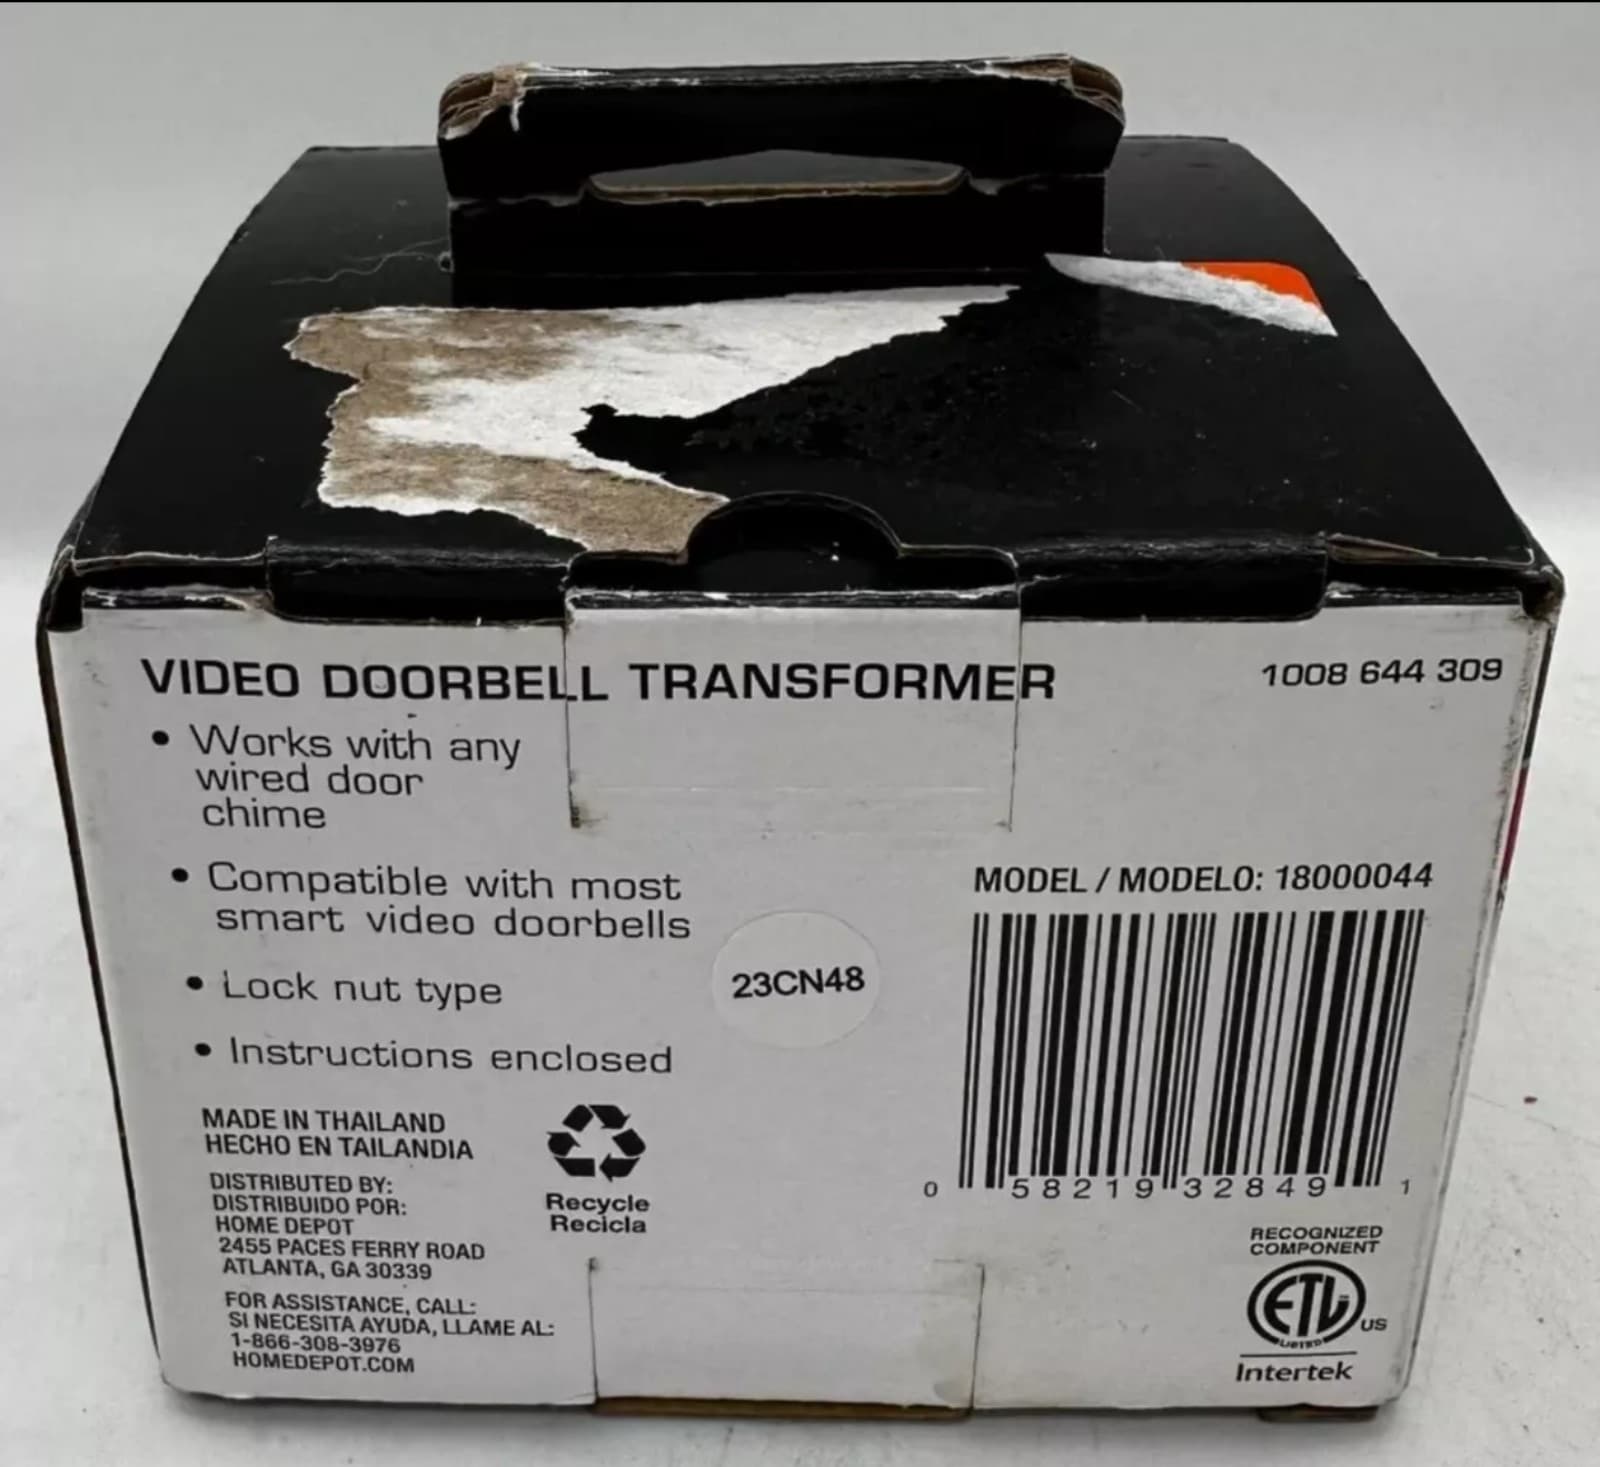 VIDEO DOORBELL TRANSFORMER
1008 644 309
• Works with any
wired door
chime
• Compatible with most
smart video doorbells
• Lock nut type
• Instructions enclosed
23CN48
MODEL / MODELO: 18000044
0 58219 32849 1
MADE IN THAILAND
HECHO EN TAILANDIA
DISTRIBUTED BY:
DISTRIBUIDO POR:
HOME DEPOT
2455 PACES FERRY ROAD
ATLANTA, GA 30339
FOR ASSISTANCE, CALL:
SI NECESITA AYUDA, LLAME AL:
1-866-308-3976
HOMEDEPOT.COM
Recycle
Recicla
RECOGNIZED
COMPONENT
ETL
LISTED
US
Intertek